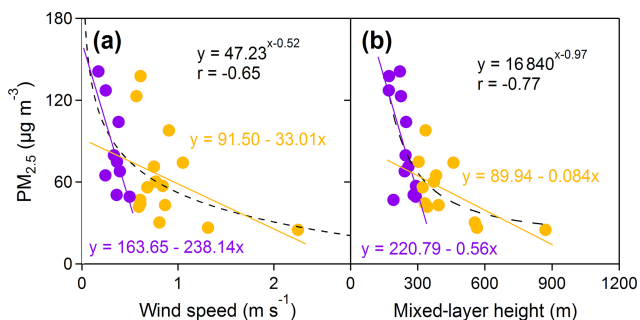 (a)
y = 47.23^x-0.52
r = -0.65
y = 91.50 - 33.01x
y = 163.65 - 238.14x
PM2.5 (µg m-3)
180
120
60
0
0 1 2
Wind speed (m s-1)
(b)
y = 16 840^x-0.97
r = -0.77
y = 89.94 - 0.084x
y = 220.79 - 0.56x
0 300 600 900 1200
Mixed-layer height (m)